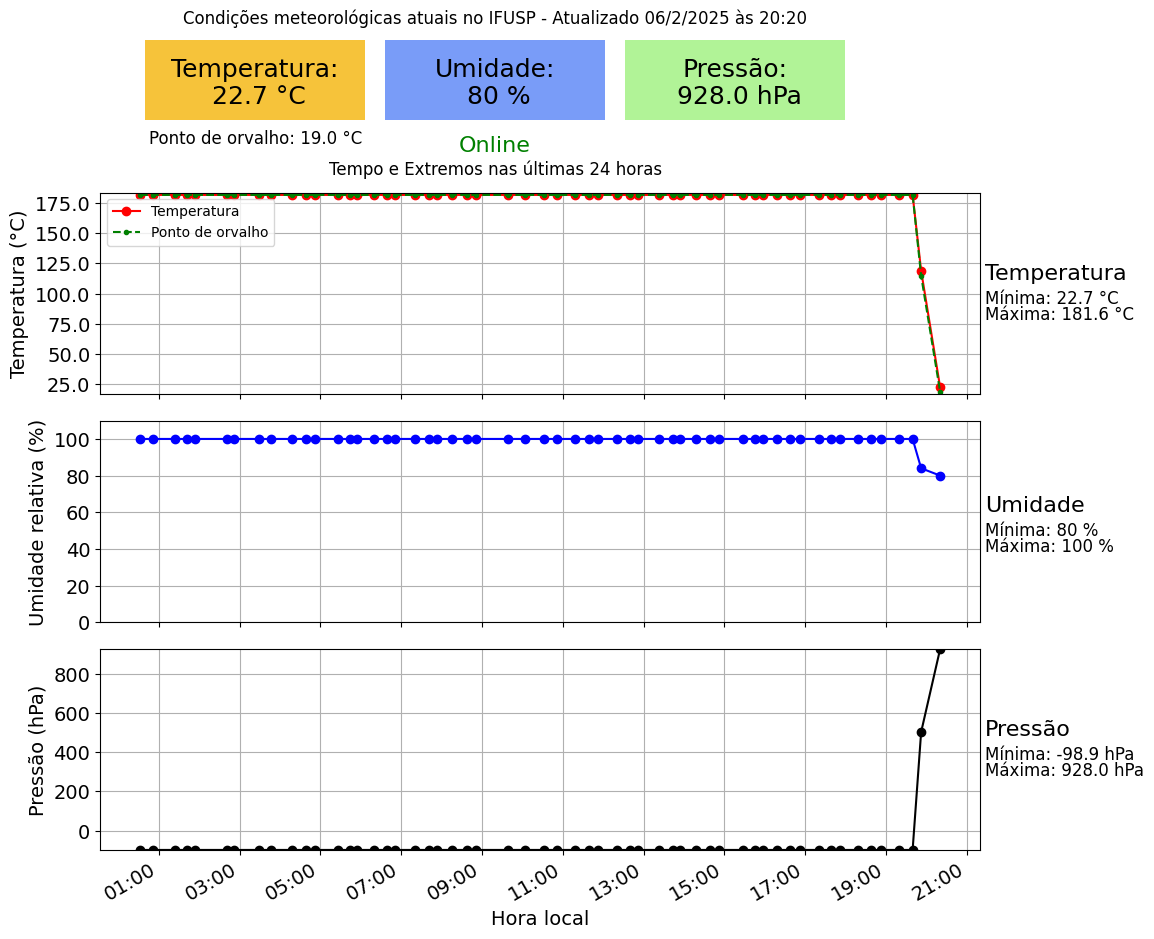 Condições meteorológicas atuais no IFUSP - Atualizado 06/2/2025 às 20:20
Temperatura:
22.7 °C
Umidade:
80 %
Pressão:
928.0 hPa
Ponto de orvalho: 19.0 °C
Online
Tempo e Extremos nas últimas 24 horas
Temperatura (°C)
175.0
150.0
125.0
100.0
75.0
50.0
25.0
Temperatura
Ponto de orvalho
Temperatura
Mínima: 22.7 °C
Máxima: 181.6 °C
Umidade relativa (%)
100
80
60
40
20
0
Umidade
Mínima: 80 %
Máxima: 100 %
Pressão (hPa)
800
600
400
200
0
Pressão
Mínima: -98.9 hPa
Máxima: 928.0 hPa
01:00 03:00 05:00 07:00 09:00 11:00 13:00 15:00 17:00 19:00 21:00
Hora local